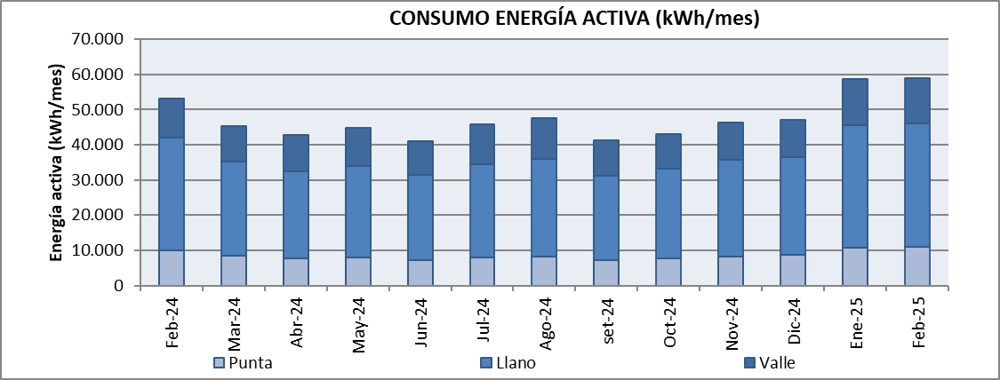 CONSUMO ENERGÍA ACTIVA (kWh/mes)
Energía activa (kWh/mes)
70.000
60.000
50.000
40.000
30.000
20.000
10.000
0
Feb-24
Mar-24
Abr-24
May-24
Jun-24
Jul-24
Ago-24
set-24
Oct-24
Nov-24
Dic-24
Ene-25
Feb-25
Punta
Llano
Valle